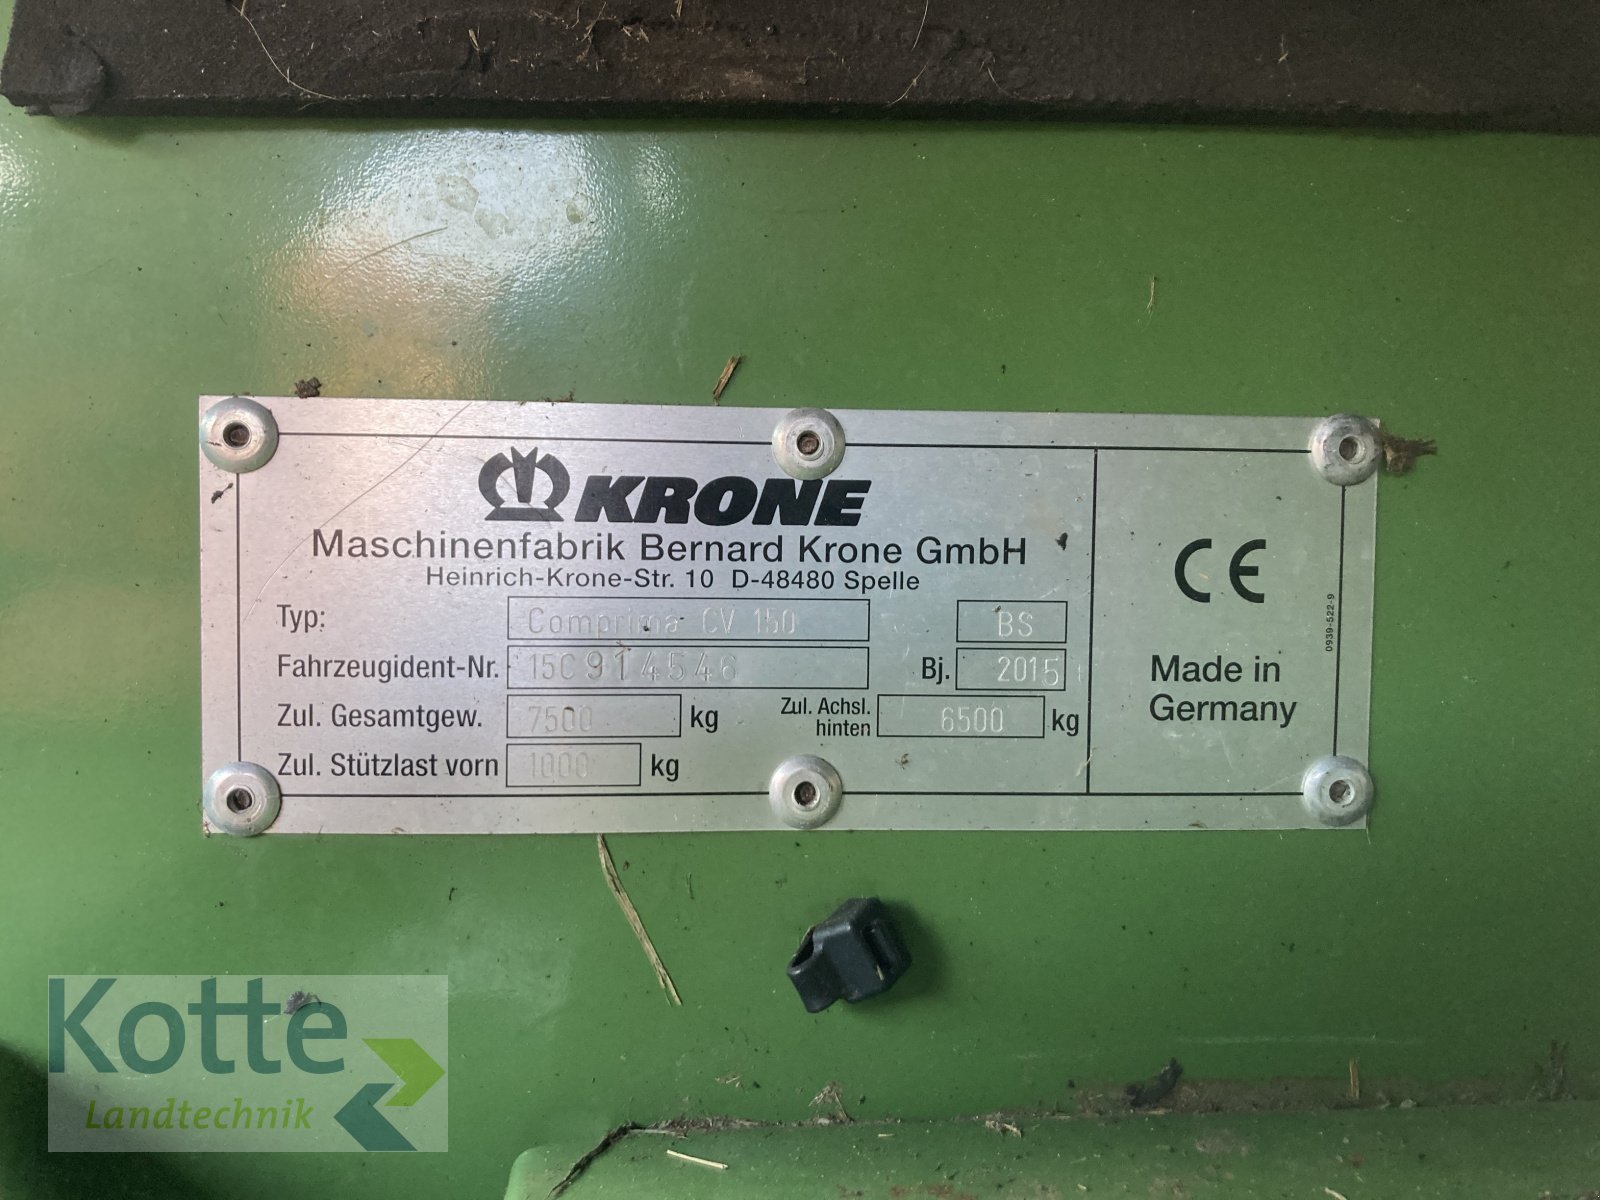 KRONE
Maschinenfabrik Bernard Krone GmbH
Heinrich-Krone-Str. 10 D-48480 Spelle
Typ: Comprima CV 150 BS
Fahrzeugident-Nr. 15C914546 Bj. 2015
Zul. Gesamtgew. 7500 kg Zul. Achsl. hinten 6500 kg
Zul. Stützlast vorn 1000 kg
CE
Made in
Germany
0939-522-9
Kotte
Landtechnik